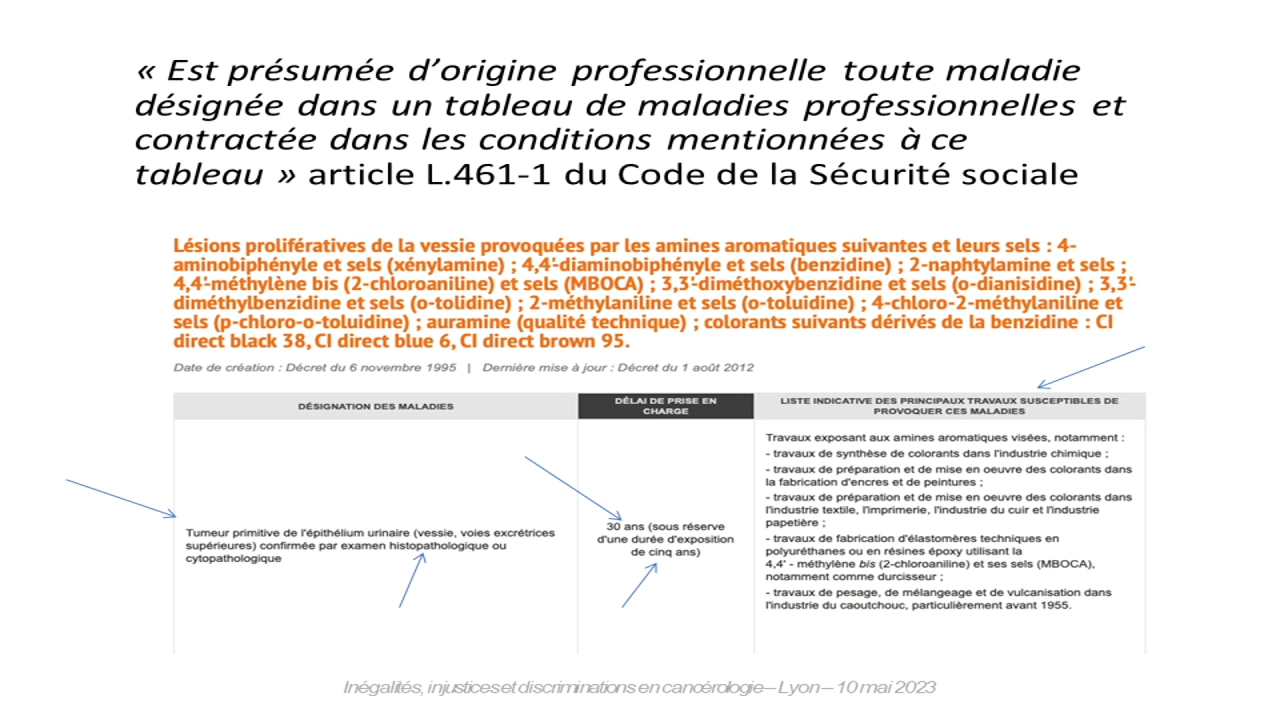 « Est présumée d’origine professionnelle toute maladie
désignée dans un tableau de maladies professionnelles et
contractée dans les conditions mentionnées à ce
tableau » article L.461-1 du Code de la Sécurité sociale
Lésions prolifératives de la vessie provoquées par les amines aromatiques suivantes et leurs sels : 4-
aminobiphényle et sels (xénylamine) ; 4,4'-diaminobiphényle et sels (benzidine) ; 2-naphtylamine et sels ;
4,4'-méthylène bis (2-chloroaniline) et sels (MBOCA) ; 3,3'-diméthoxybenzidine et sels (o-dianisidine) ; 3,3'-
diméthylbenzidine et sels (o-tolidine) ; 2-méthylaniline et sels (o-toluidine) ; 4-chloro-2-méthylaniline et
sels (p-chloro-o-toluidine) ; auramine (qualité technique) ; colorants suivants dérivés de la benzidine : CI
direct black 38, CI direct blue 6, CI direct brown 95.
Date de création : Décret du 6 novembre 1995 | Dernière mise à jour : Décret du 1 août 2012
DÉSIGNATION DES MALADIES
DÉLAI DE PRISE EN
CHARGE
LISTE INDICATIVE DES PRINCIPAUX TRAVAUX SUSCEPTIBLES DE
PROVOQUER CES MALADIES
Tumeur primitive de l'épithélium urinaire (vessie, voies excrétrices
supérieures) confirmée par examen histopathologique ou
cytopathologique
30 ans (sous réserve
d'une durée d'exposition
de cinq ans)
Travaux exposant aux amines aromatiques visées, notamment :
- travaux de synthèse de colorants dans l'industrie chimique ;
- travaux de préparation et de mise en oeuvre des colorants dans
la fabrication d'encres et de peintures ;
- travaux de préparation et de mise en oeuvre des colorants dans
l'industrie textile, l'imprimerie, l'industrie du cuir et l'industrie
papetière ;
- travaux de fabrication d'élastomères techniques en
polyuréthanes ou en résines époxy utilisant la
4,4' - méthylène bis (2-chloroaniline) et ses sels (MBOCA),
notamment comme durcisseur ;
- travaux de pesage, de mélangeage et de vulcanisation dans
l'industrie du caoutchouc, particulièrement avant 1955.
Inégalités, injustices et discriminations en cancérologie – Lyon – 10 mai 2023